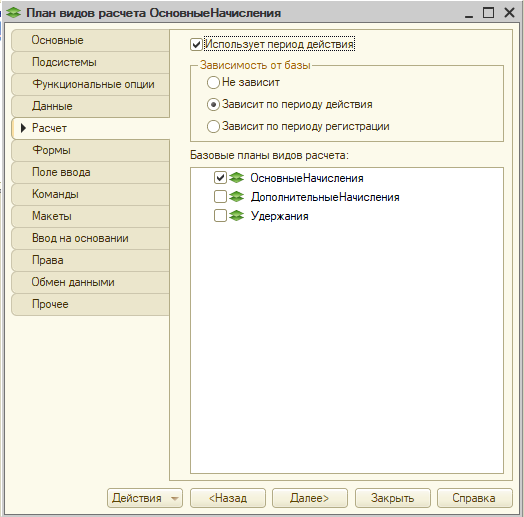 План видов расчета ОсновныеНачисления
Основные
Подсистемы
Функциональные опции
Данные
Расчет
Формы
Поле ввода
Команды
Макеты
Ввод на основании
Права
Обмен данными
Прочее
Использует период действия
Зависимость от базы
Не зависит
Зависит по периоду действия
Зависит по периоду регистрации
Базовые планы видов расчета:
ОсновныеНачисления
ДополнительныеНачисления
Удержания
Действия
<Назад
Далее>
Закрыть
Справка